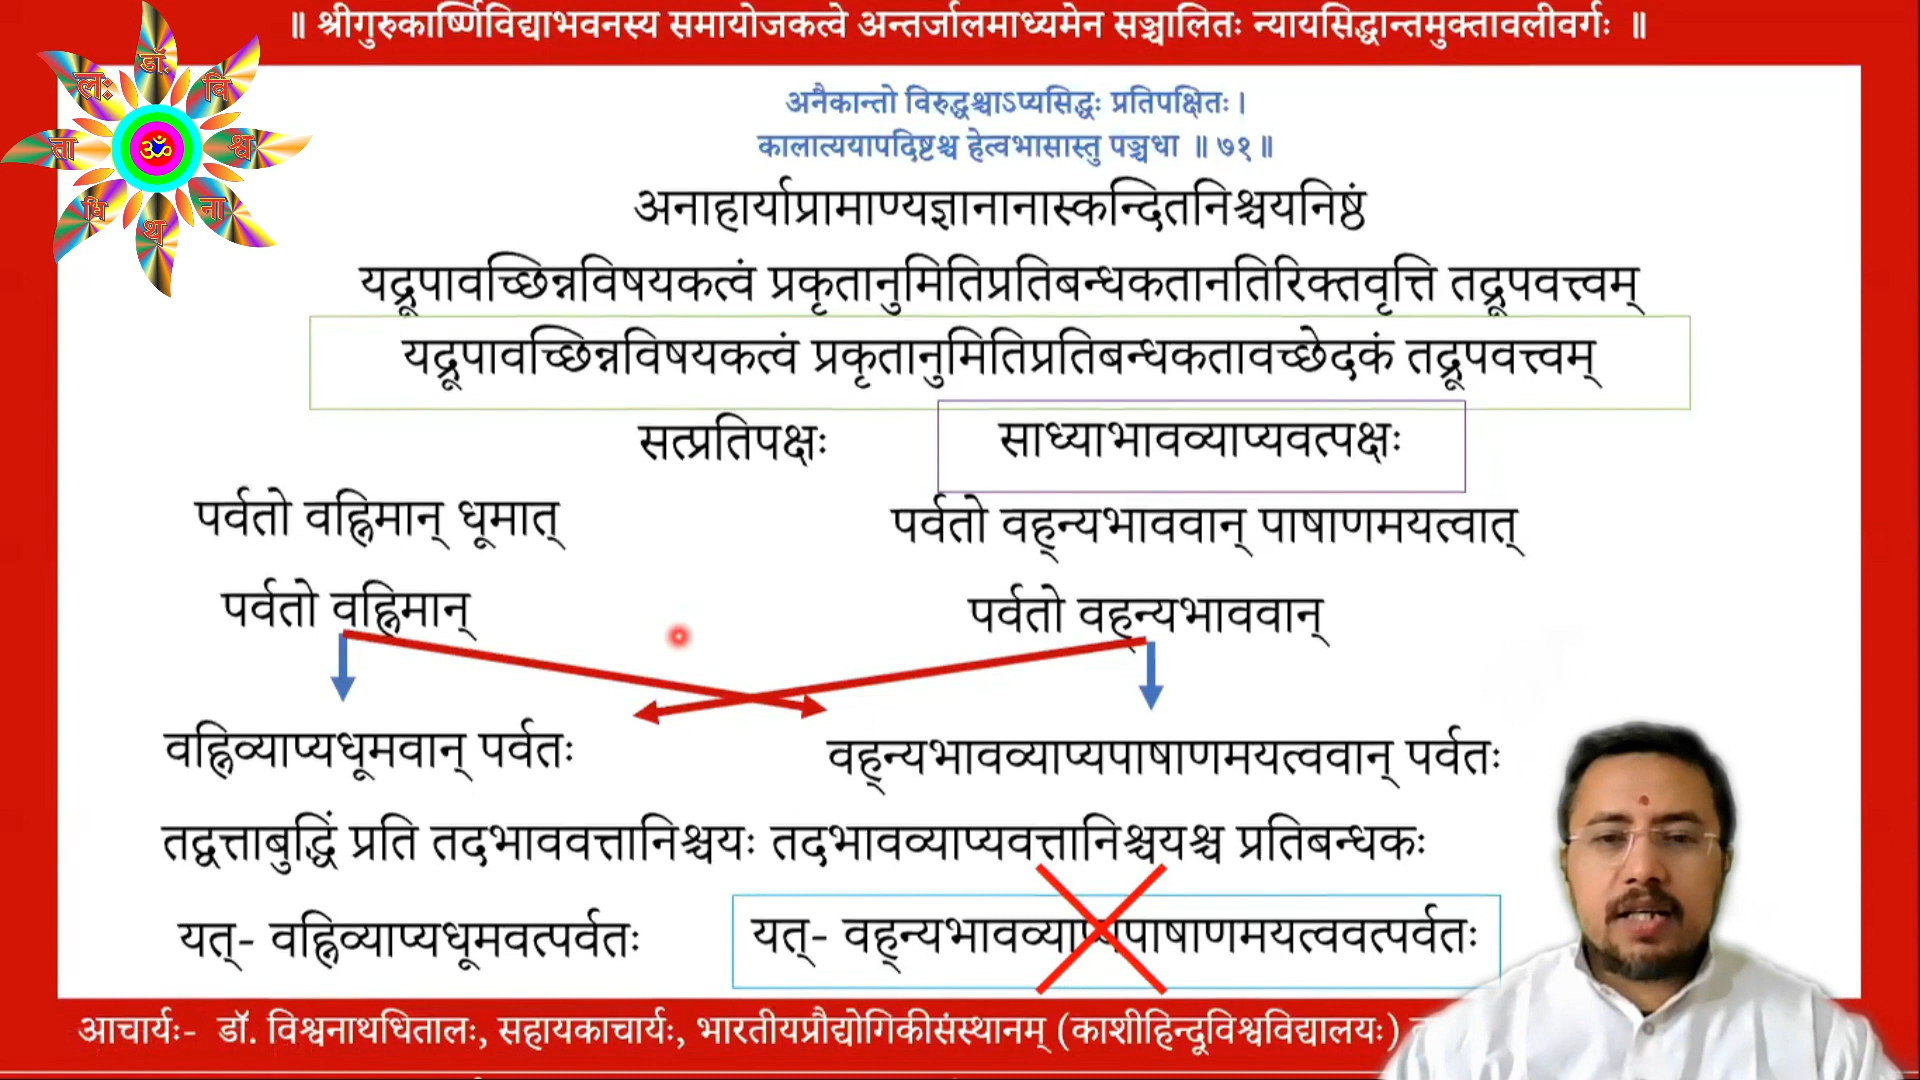 ॥ श्रीगुरुकार्ष्णिविद्याभवनस्य समायोजकत्वे अन्तर्जालमाध्यमेन सञ्चालितः न्यायसिद्धान्तमुक्तावलीवर्गः ॥
डॉ. वि श्व ना थ धि ता लः
ॐ
अनैकान्तो विरुद्धश्चाऽप्यसिद्धः प्रतिपक्षितः।
कालात्ययापदिष्टश्च हेत्वभासास्तु पञ्चधा ॥७१॥
अनाहार्याप्रामाण्यज्ञानानास्कन्दितनिश्चयनिष्ठं
यद्रूपावच्छिन्नविषयकत्वं प्रकृतानुमितिप्रतिबन्धकतानतिरिक्तवृत्ति तद्रूपवत्त्वम्
यद्रूपावच्छिन्नविषयकत्वं प्रकृतानुमितिप्रतिबन्धकतावच्छेदकं तद्रूपवत्त्वम्
सत्प्रतिपक्षः साध्याभावव्याप्यवत्पक्षः
पर्वतो वह्निमान् धूमात् पर्वतो वह्न्यभाववान् पाषाणमयत्वात्
पर्वतो वह्निमान् पर्वतो वह्न्यभाववान्
वह्निव्याप्यधूमवान् पर्वतः वह्न्यभावव्याप्यपाषाणमयत्ववान् पर्वतः
तद्वत्ताबुद्धिं प्रति तदभाववत्तानिश्चयः तदभावव्याप्यवत्तानिश्चयश्च प्रतिबन्धकः
यत्- वह्निव्याप्यधूमवत्पर्वतः यत्- वह्न्यभावव्याप्यपाषाणमयत्ववत्पर्वतः
आचार्यः- डॉ. विश्वनाथधितालः, सहायकाचार्यः, भारतीयप्रौद्योगिकीसंस्थानम् (काशीहिन्दूविश्वविद्यालयः)